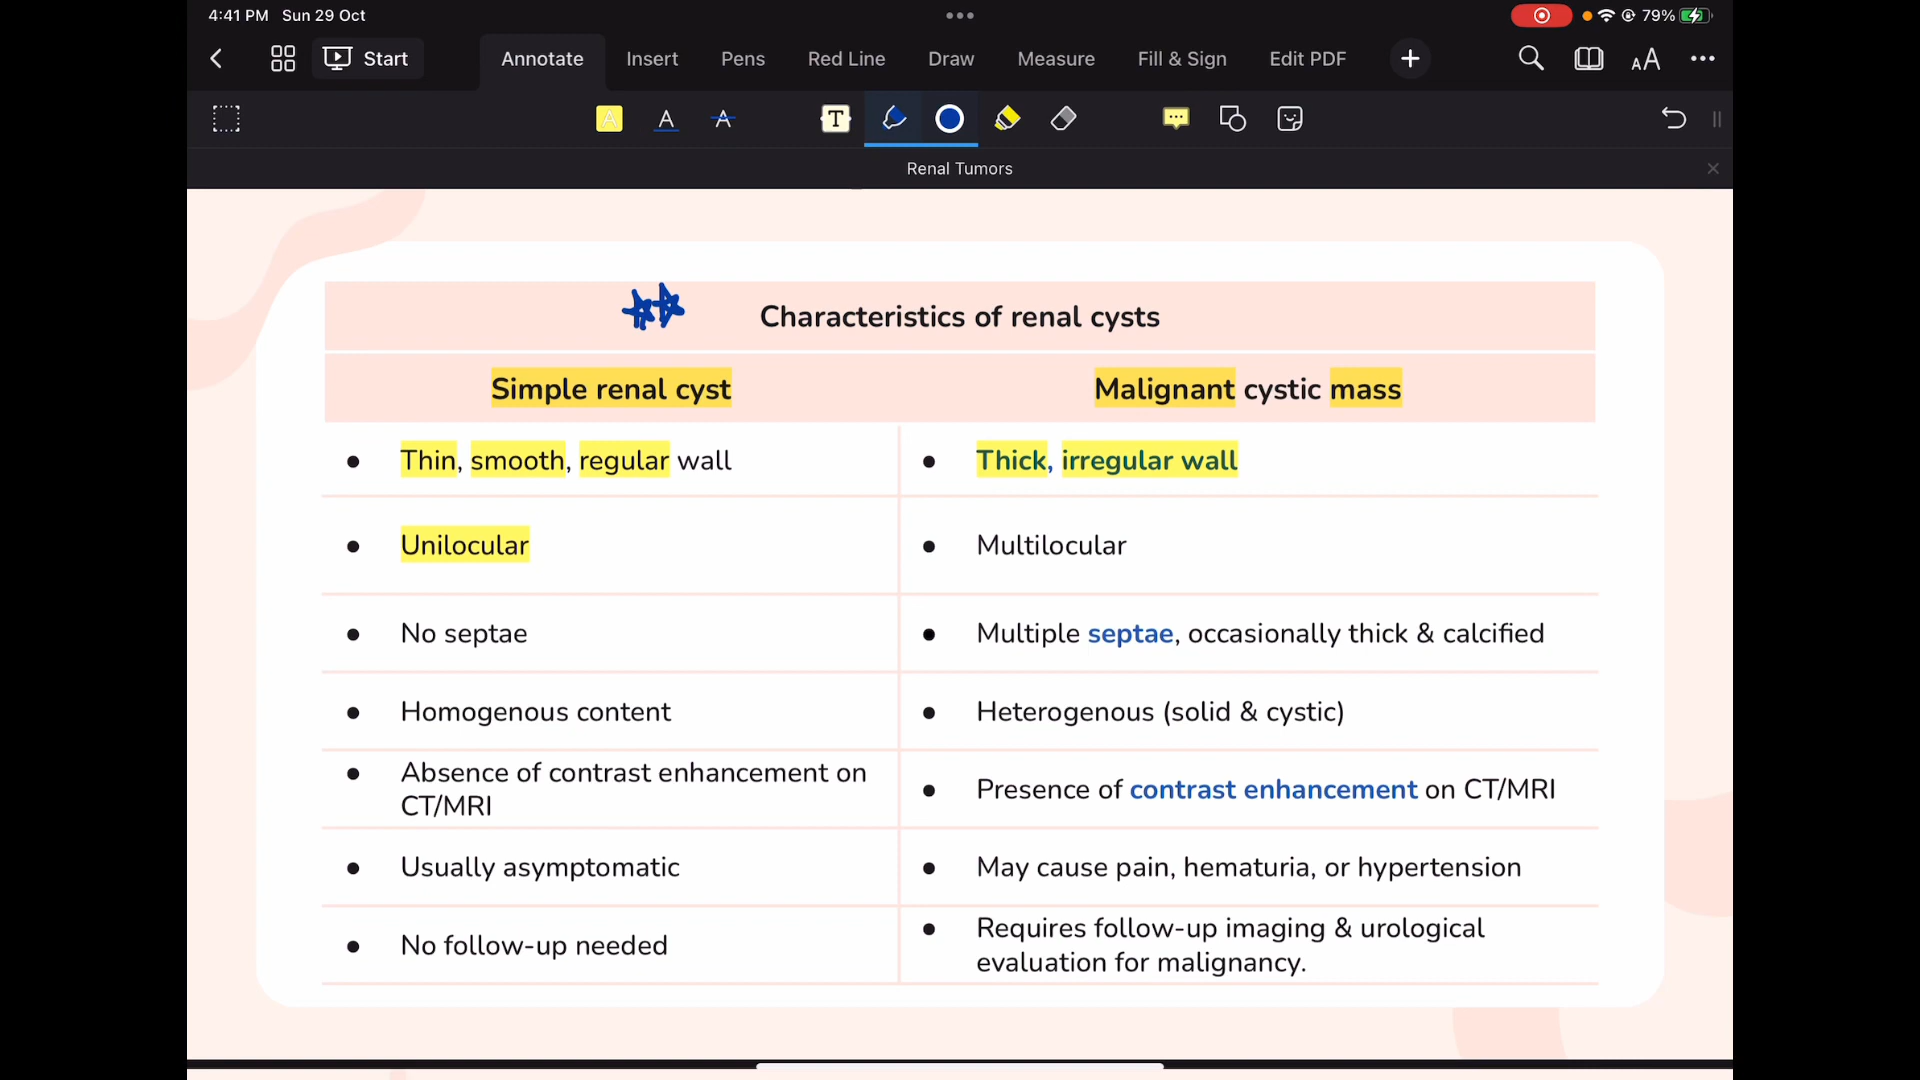 4:41 PM Sun 29 Oct
79%
Start
Annotate Insert Pens Red Line Draw Measure Fill & Sign Edit PDF
AA
A A A T
Renal Tumors
Characteristics of renal cysts
Simple renal cyst Malignant cystic mass
• Thin, smooth, regular wall • Thick, irregular wall
• Unilocular • Multilocular
• No septae • Multiple septae, occasionally thick & calcified
• Homogenous content • Heterogenous (solid & cystic)
• Absence of contrast enhancement on
CT/MRI
• Presence of contrast enhancement on CT/MRI
• Usually asymptomatic • May cause pain, hematuria, or hypertension
• No follow-up needed
• Requires follow-up imaging & urological
evaluation for malignancy.